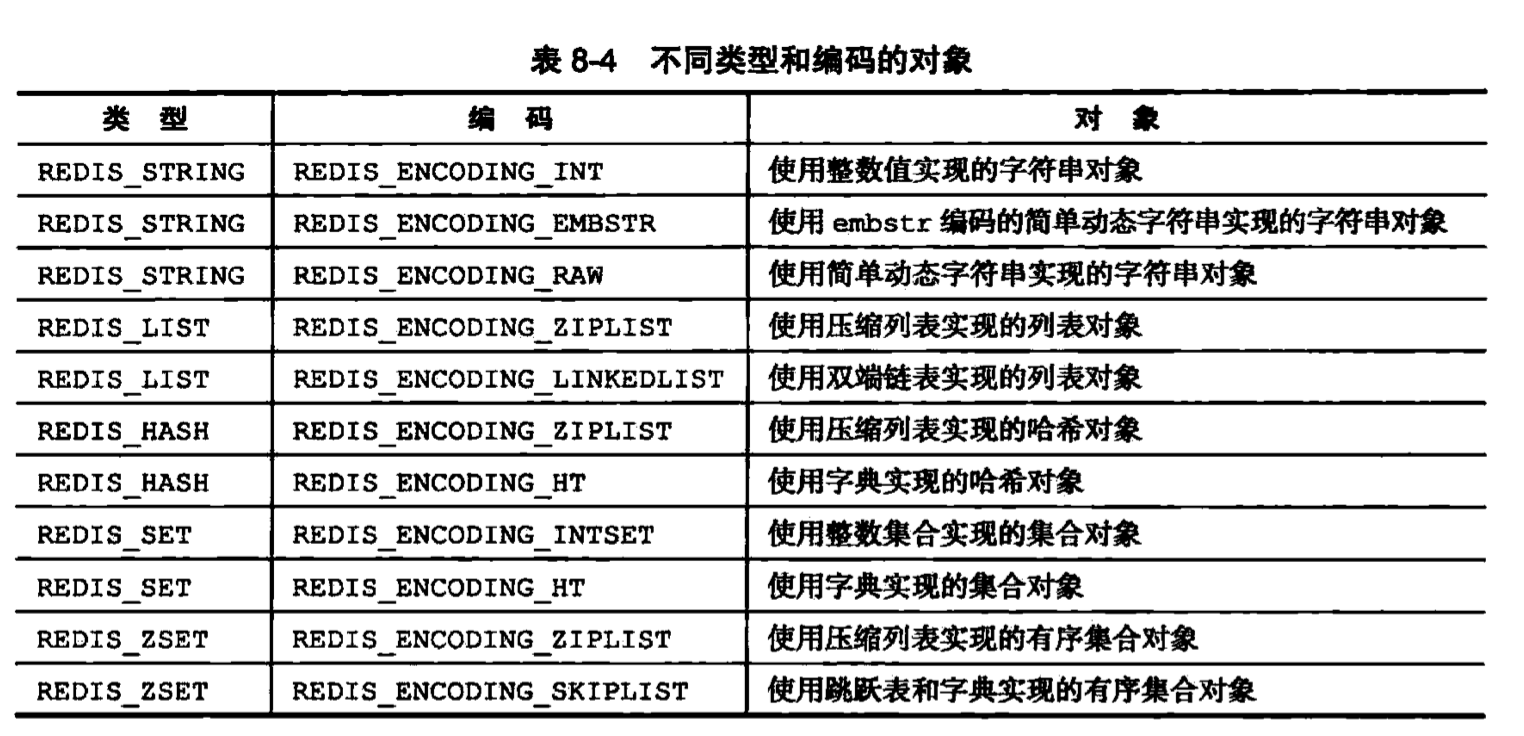 表 8-4 不同类型和编码的对象
类 型 编 码 对 象
REDIS_STRING REDIS_ENCODING_INT 使用整数值实现的字符串对象
REDIS_STRING REDIS_ENCODING_EMBSTR 使用 embstr 编码的简单动态字符串实现的字符串对象
REDIS_STRING REDIS_ENCODING_RAW 使用简单动态字符串实现的字符串对象
REDIS_LIST REDIS_ENCODING_ZIPLIST 使用压缩列表实现的列表对象
REDIS_LIST REDIS_ENCODING_LINKEDLIST 使用双端链表实现的列表对象
REDIS_HASH REDIS_ENCODING_ZIPLIST 使用压缩列表实现的哈希对象
REDIS_HASH REDIS_ENCODING_HT 使用字典实现的哈希对象
REDIS_SET REDIS_ENCODING_INTSET 使用整数集合实现的集合对象
REDIS_SET REDIS_ENCODING_HT 使用字典实现的集合对象
REDIS_ZSET REDIS_ENCODING_ZIPLIST 使用压缩列表实现的有序集合对象
REDIS_ZSET REDIS_ENCODING_SKIPLIST 使用跳跃表和字典实现的有序集合对象